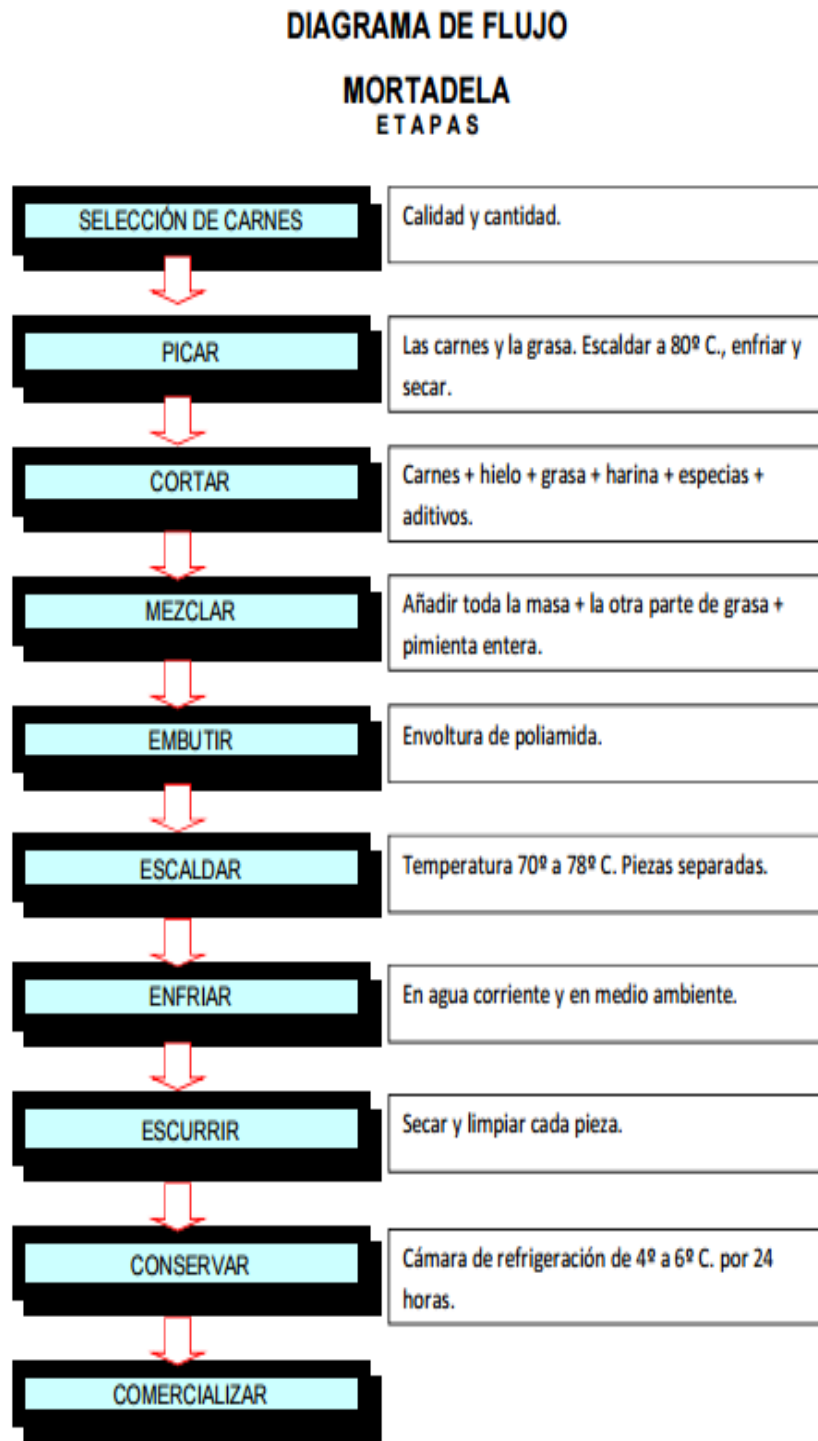 DIAGRAMA DE FLUJO
MORTADELA
ETAPAS
SELECCIÓN DE CARNES
Calidad y cantidad.
PICAR
Las carnes y la grasa. Escaldar a 80º C., enfriar y
secar.
CORTAR
Carnes + hielo + grasa + harina + especias +
aditivos.
MEZCLAR
Añadir toda la masa + la otra parte de grasa +
pimienta entera.
EMBUTIR
Envoltura de poliamida.
ESCALDAR
Temperatura 70º a 78º C. Piezas separadas.
ENFRIAR
En agua corriente y en medio ambiente.
ESCURRIR
Secar y limpiar cada pieza.
CONSERVAR
Cámara de refrigeración de 4º a 6º C. por 24
horas.
COMERCIALIZAR